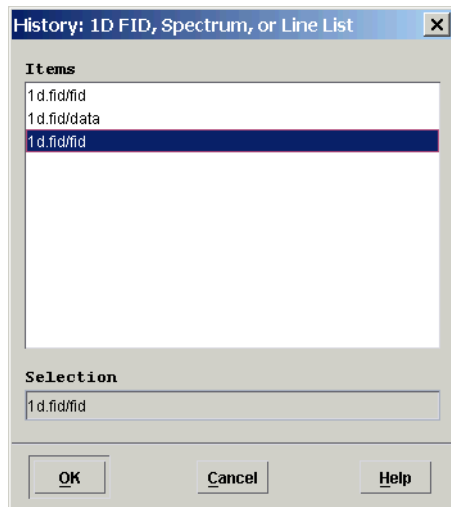 History: 1D FID, Spectrum, or Line List
Items
1d.fid/fid
1d.fid/data
1d.fid/fid
Selection
1d.fid/fid
OK Cancel Help